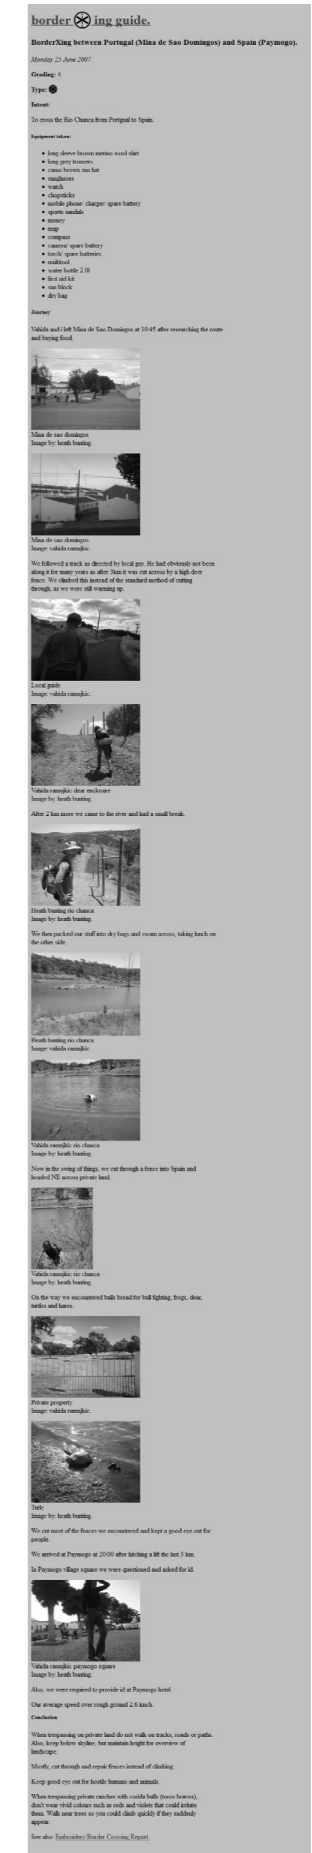 border ing guide.
BorderXing between Portugal (Mina de Sao Domingos) and Spain (Paymogo).
Monday 25 June 2007.
Grading: 4
Type:
Intent:
To cross the Rio Chanca from Portgual to Spain.
Equipment taken:
long sleeve brown merino wool shirt
long grey trousers
camo brown sun hat
sunglasses
watch
chopsticks
mobile phone/ charger/ spare battery
sports sandals
money
map
compass
camera/ spare battery
torch/ spare batteries
multitool
water bottle 2.0l
first aid kit
sun block
dry bag
Journey
Vahida and i left Mina de Sao Domingos at 10:45 after researching the route
and buying food.
Mina de sao domingos
Image by: heath bunting.
Mina de sao domingos
Image: vahida ramujkic.
We followed a track as directed by local guy. He had obviously not been
along it for many years as after 3km it was cut across by a high deer
fence. We climbed this instead of the standard method of cutting
through, as we were still warming up.
Local guide
Image: vahida ramujkic.
Vahida ramujkic dear enclosure
Image by: heath bunting.
After 2 km more we came to the river and had a small break.
Heath bunting rio chanca
Image by: heath bunting.
We then packed our stuff into dry bags and swam across, taking lunch on
the other side.
Heath bunting rio chanca
Image: vahida ramujkic.
Vahida ramujkic rio chanca
Image by: heath bunting.
Now in the swing of things, we cut through a fence into Spain and
headed NE across private land.
Vahida ramujkic rio chanca
Image by: heath bunting.
On the way we encountered bulls bread for bull fighting, frogs, dear,
turtles and hares.
Private property
Image: vahida ramujkic.
Turle
Image by: heath bunting.
We cut most of the fences we encountered and kept a good eye out for
people.
We arrived at Paymogo at 20:00 after hitching a lift the last 3 km.
In Paymogo village square we were questioned and asked for id.
Vahida ramujkic paymogo square
Image by: heath bunting.
Also, we were required to provide id at Paymogo hotel.
Our average speed over rough ground 2.6 km/h.
Conclusion
When trespassing on private land do not walk on tracks, roads or paths.
Also, keep below skyline, but maintain height for overview of
landscape.
Mostly, cut through and repair fences instead of climbing.
Keep good eye out for hostile humans and animals.
When trespassing private ranches with corida bulls (toros bravos),
don't wear vivid colours such as reds and violets that could irritate
them. Walk near trees so you could climb quickly if they suddenly
appear.
See also: Embroidery Border Crossing Report.